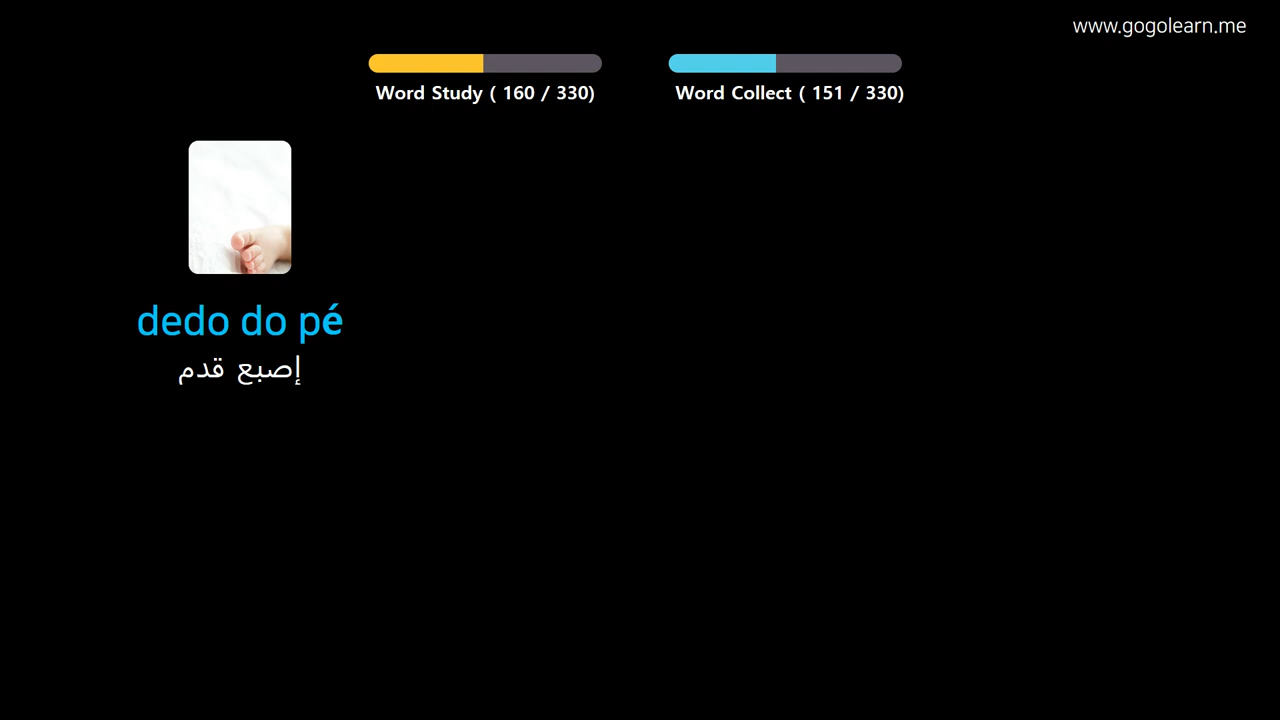 www.gogolearn.me
Word Study ( 160 / 330)
Word Collect ( 151 / 330)
dedo do pé
إصبع قدم